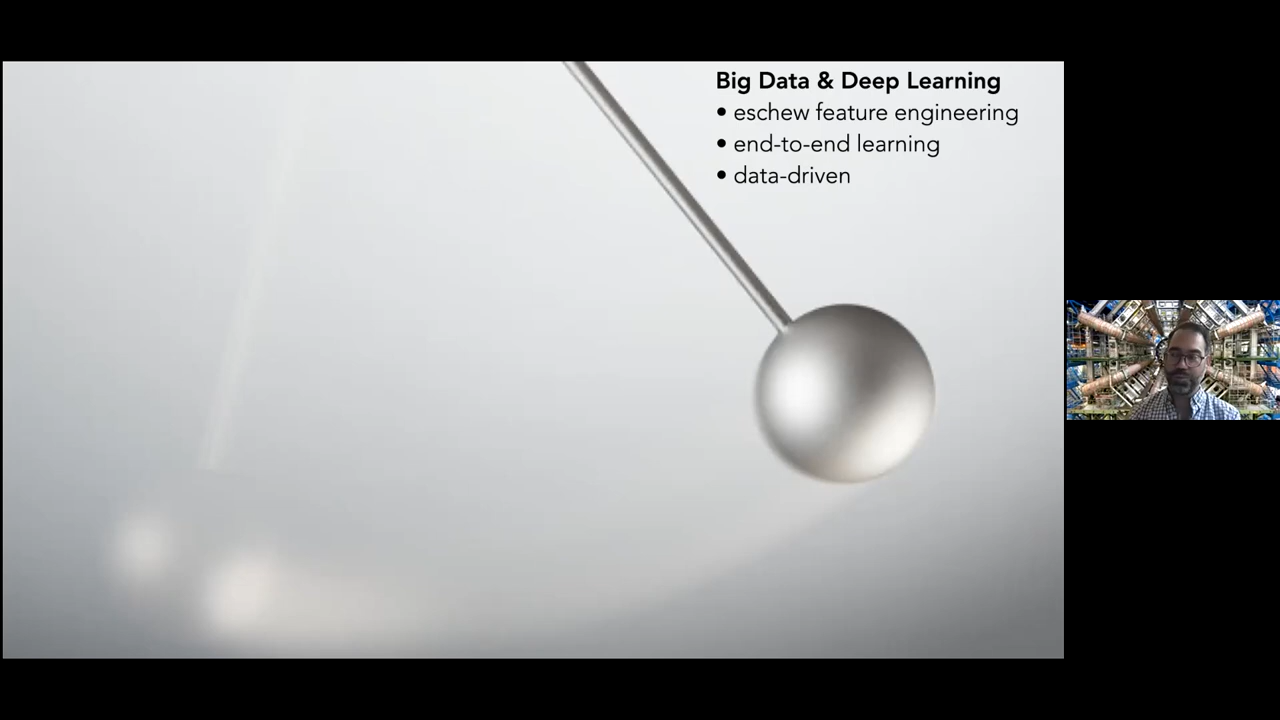 Big Data & Deep Learning
• eschew feature engineering
• end-to-end learning
• data-driven